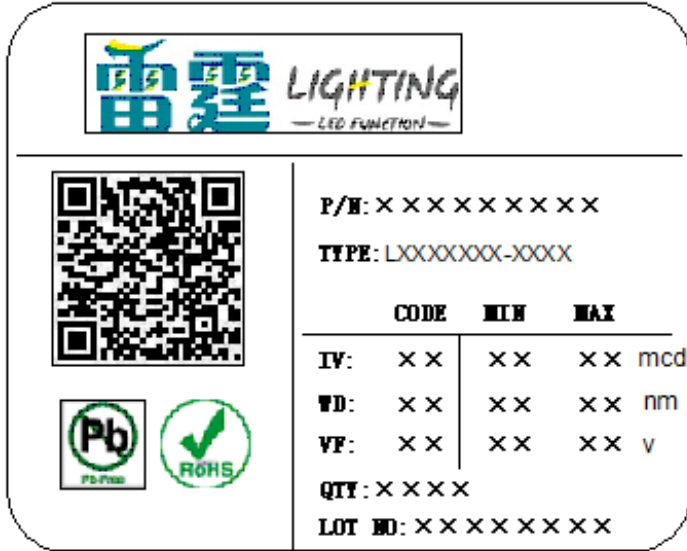 雷霆 LIGHTING
LED FUNCTION
P/N: X X X X X X X X X
TYPE: LXXXXXXX-XXXX
CODE MIN MAX
IV: X X X X X X mcd
WD: X X X X X X nm
VF: X X X X X X v
Pb
Pb-Free
RoHS
QTY: X X X X
LOT NO: X X X X X X X X